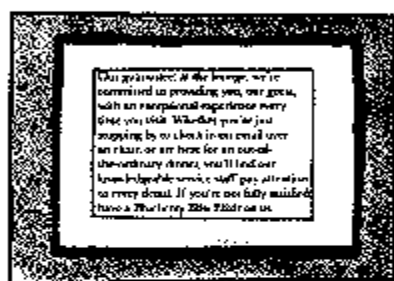 Our guarantee! At the lounge, we're
committed to providing you, our guest,
with an exceptional experience every
time you visit. Whether you're just
stopping by to check in on email over
an or are here for an out-of-
the-ordinary dinner, you'll find our
knowledgeable service staff pay attention
to every detail. If you're not fully satisfied,
have a on us.